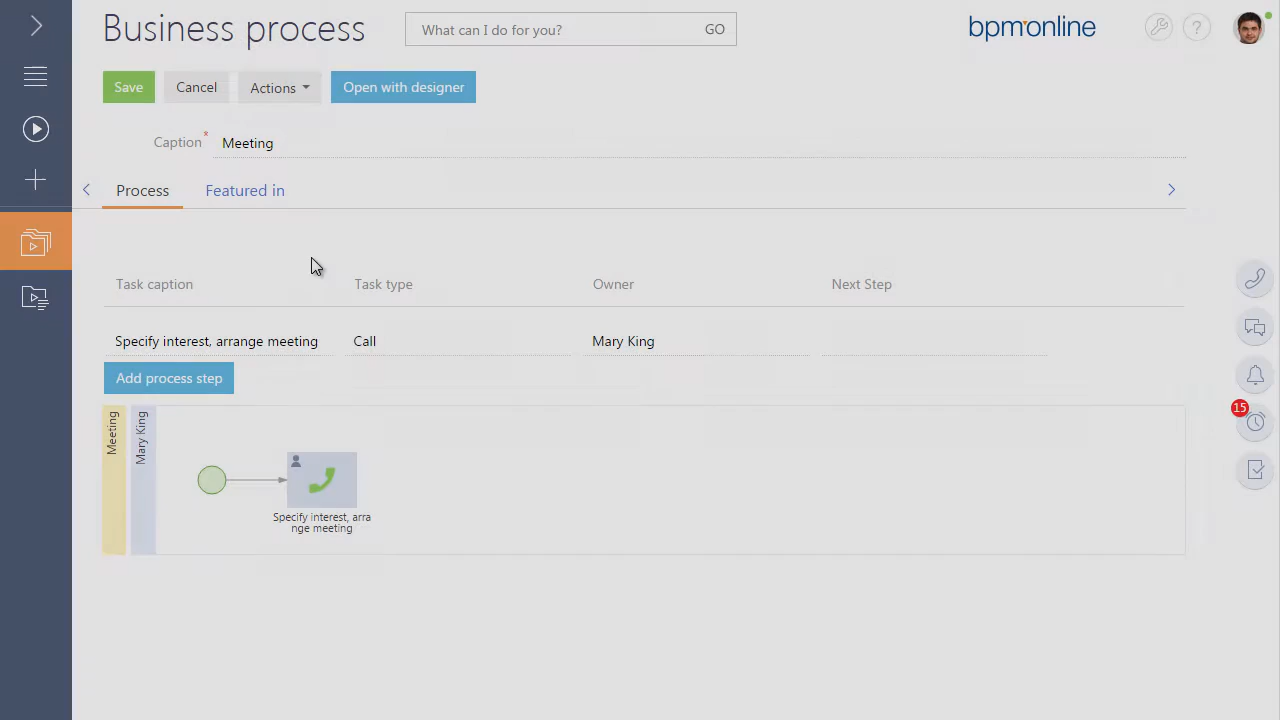 Business process
What can I do for you? GO
bpmonline
?
Save Cancel Actions Open with designer
Caption* Meeting
Process Featured in
Task caption Task type Owner Next Step
Specify interest, arrange meeting Call Mary King
Add process step
15
Meeting
Mary King
Specify interest, arra
nge meeting